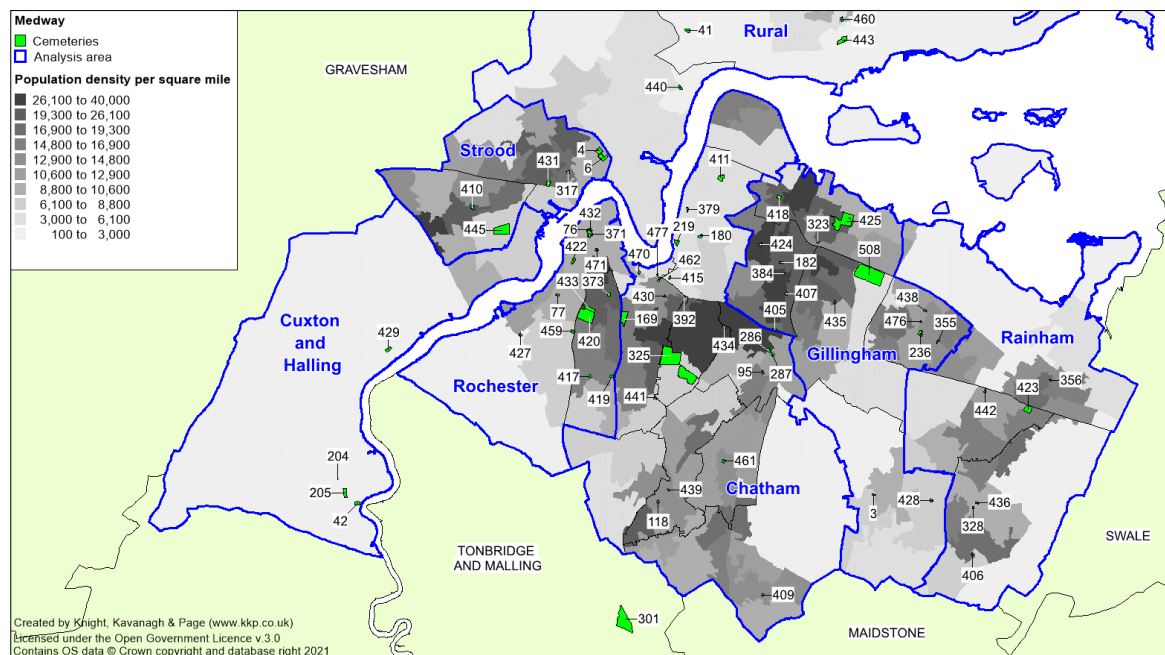 Medway
Cemeteries
Analysis area
Population density per square mile
26,100 to 40,000
19,300 to 26,100
16,900 to 19,300
14,800 to 16,900
12,900 to 14,800
10,600 to 12,900
8,800 to 10,600
6,100 to 8,800
3,000 to 6,100
100 to 3,000
460
41
Rural
443
GRAVESHAM
440
Strood
4
431
6
317
411
410
418
379
425
432
323
445
76
371
219
180
477
424
508
422
470
462
182
471
415
384
433
373
438
430
407
77
405
476
355
169
392
435
Cuxton
and
Halling
429
459
434
286
236
Rainham
427
420
325
Gillingham
95
287
356
Rochester
417
423
419
441
442
204
461
205
439
Chatham
428
436
42
118
3
328
TONBRIDGE
AND MALLING
SWALE
406
409
301
MAIDSTONE
Created by Knight, Kavanagh & Page (www.kkp.co.uk)
Licensed under the Open Government Licence v.3.0
Contains OS data © Crown copyright and database right 2021